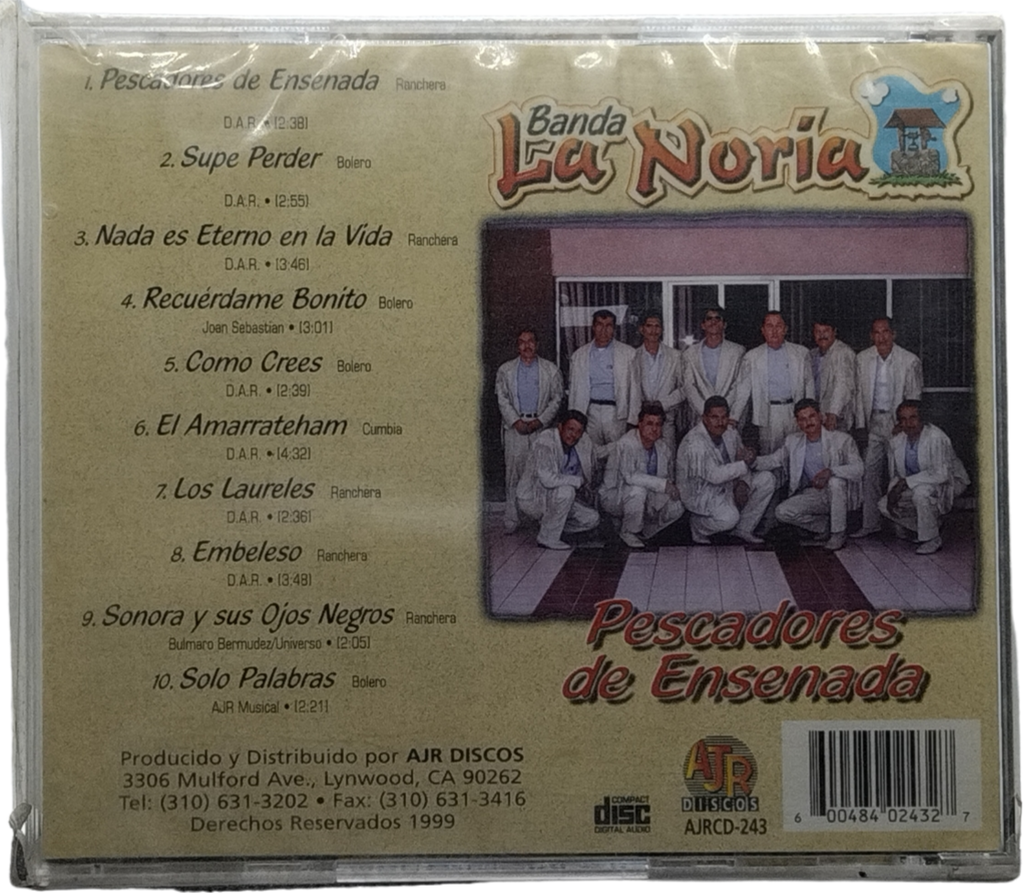 1. Pescadores de Ensenada Ranchera
D.A.R. • [2:38]
2. Supe Perder Bolero
D.A.R. • [2:55]
3. Nada es Eterno en la Vida Ranchera
D.A.R. • [3:46]
4. Recuérdame Bonito Bolero
Joan Sebastian • [3:01]
5. Como Crees Bolero
D.A.R. • [2:39]
6. El Amarrateham Cumbia
D.A.R. • [4:32]
7. Los Laureles Ranchera
D.A.R. • [2:36]
8. Embeleso Ranchera
D.A.R. • [3:48]
9. Sonora y sus Ojos Negros Ranchera
Bulmaro Bermudez/Universo • [2:05]
10. Solo Palabras Bolero
AJR Musical • [2:21]
Producido y Distribuido por AJR DISCOS
3306 Mulford Ave., Lynwood, CA 90262
Tel: (310) 631-3202 • Fax: (310) 631-3416
Derechos Reservados 1999
Banda
La Noria
Pescadores
de Ensenada
COMPACT
disc
DIGITAL AUDIO
AJR
DISCOS
AJRCD-243
6 00484 02432 7